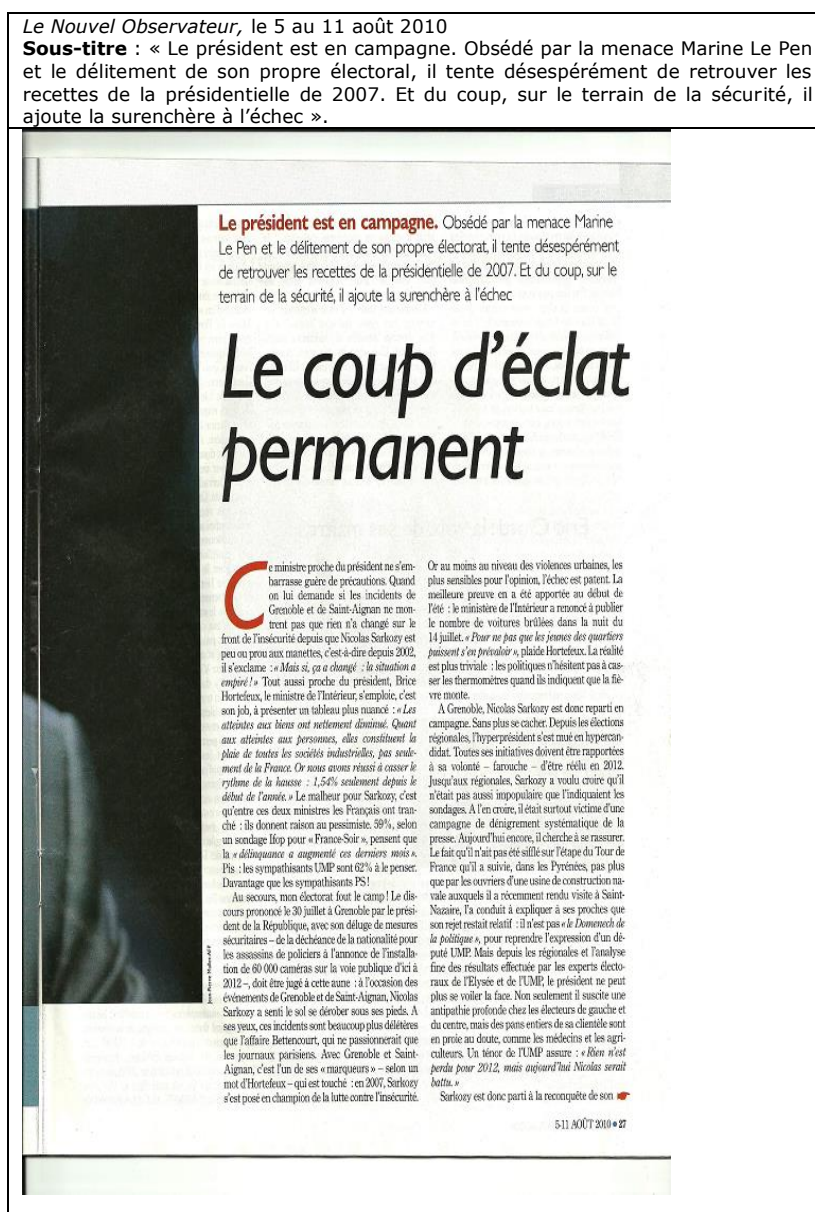 Le Nouvel Observateur, le 5 au 11 août 2010
Sous-titre : « Le président est en campagne. Obsédé par la menace Marine Le Pen
et le délitement de son propre électoral, il tente désespérément de retrouver les
recettes de la présidentielle de 2007. Et du coup, sur le terrain de la sécurité, il
ajoute la surenchère à l’échec ».
Le président est en campagne. Obsédé par la menace Marine
Le Pen et le délitement de son propre électorat, il tente désespérément
de retrouver les recettes de la présidentielle de 2007. Et du coup, sur le
terrain de la sécurité, il ajoute la surenchère à l’échec
Le coup d’éclat
permanent
Ce ministre proche du président ne s’em-
barrasse guère de précautions. Quand
on lui demande si les incidents de
Grenoble et de Saint-Aignan ne mon-
trent pas que rien n’a changé sur le
front de l’insécurité depuis que Nicolas Sarkozy est
peu ou prou aux manettes, c’est-à-dire depuis 2002,
il s’exclame : « Mais si, ça a changé : la situation a
empiré ! » Tout aussi proche du président, Brice
Hortefeux, le ministre de l’Intérieur, s’emploie, c’est
son job, à présenter un tableau plus nuancé : « Les
atteintes aux biens ont nettement diminué. Quant
aux atteintes aux personnes, elles constituent la
plaie de toutes les sociétés industrielles, pas seule-
ment de la France. Or nous avons réussi à casser le
rythme de la hausse : 1,54% seulement depuis le
début de l’année. » Le malheur pour Sarkozy, c’est
qu’entre ces deux ministres les Français ont tran-
ché : ils donnent raison au pessimiste. 59%, selon
un sondage Ifop pour « France-Soir », pensent que
la « délinquance a augmenté ces derniers mois ».
Pis : les sympathisants UMP sont 62% à le penser.
Davantage que les sympathisants PS !
Au secours, mon électorat fout le camp ! Le dis-
cours prononcé le 30 juillet à Grenoble par le prési-
dent de la République, avec son déluge de mesures
sécuritaires – de la déchéance de la nationalité pour
les assassins de policiers à l’annonce de l’installa-
tion de 60 000 caméras sur la voie publique d’ici à
2012 –, doit être jugé à cette aune : à l’occasion des
événements de Grenoble et de Saint-Aignan, Nicolas
Sarkozy a senti le sol se dérober sous ses pieds. A
ses yeux, ces incidents sont beaucoup plus délétères
que l’affaire Bettencourt, qui ne passionnerait que
les journaux parisiens. Avec Grenoble et Saint-
Aignan, c’est l’un de ses « marqueurs » – selon un
mot d’Hortefeux – qui est touché : en 2007, Sarkozy
s’est posé en champion de la lutte contre l’insécurité.
Or au moins au niveau des violences urbaines, les
plus sensibles pour l’opinion, l’échec est patent. La
meilleure preuve en a été apportée au début de
l’été : le ministère de l’Intérieur a renoncé à publier
le nombre de voitures brûlées dans la nuit du
14 juillet. « Pour ne pas que les jeunes des quartiers
puissent s’en prévaloir », plaide Hortefeux. La réalité
est plus triviale : les politiques n’hésitent pas à cas-
ser les thermomètres quand ils indiquent que la fiè-
vre monte.
A Grenoble, Nicolas Sarkozy est donc reparti en
campagne. Sans plus se cacher. Depuis les élections
régionales, l’hyperprésident s’est mué en hypercan-
didat. Toutes ses initiatives doivent être rapportées
à sa volonté – farouche – d’être réélu en 2012.
Jusqu’aux régionales, Sarkozy a voulu croire qu’il
n’était pas aussi impopulaire que l’indiquaient les
sondages. A l’en croire, il était surtout victime d’une
campagne de dénigrement systématique de la
presse. Aujourd’hui encore, il cherche à se rassurer.
Le fait qu’il n’ait pas été sifflé sur l’étape du Tour de
France qu’il a suivie, dans les Pyrénées, pas plus
que par les ouvriers d’une usine de construction na-
vale auxquels il a récemment rendu visite à Saint-
Nazaire, l’a conduit à expliquer à ses proches que
son rejet restait relatif : il n’est pas « le Domenech de
la politique », pour reprendre l’expression d’un dé-
puté UMP. Mais depuis les régionales et l’analyse
fine des résultats effectuée par les experts électo-
raux de l’Elysée et de l’UMP, le président ne peut
plus se voiler la face. Non seulement il suscite une
antipathie profonde chez les électeurs de gauche et
du centre, mais des pans entiers de sa clientèle sont
en proie au doute, comme les médecins et les agri-
culteurs. Un ténor de l’UMP assure : « Rien n’est
perdu pour 2012, mais aujourd’hui Nicolas serait
battu. »
Sarkozy est donc parti à la reconquête de son
5-11 AOÛT 2010 • 27